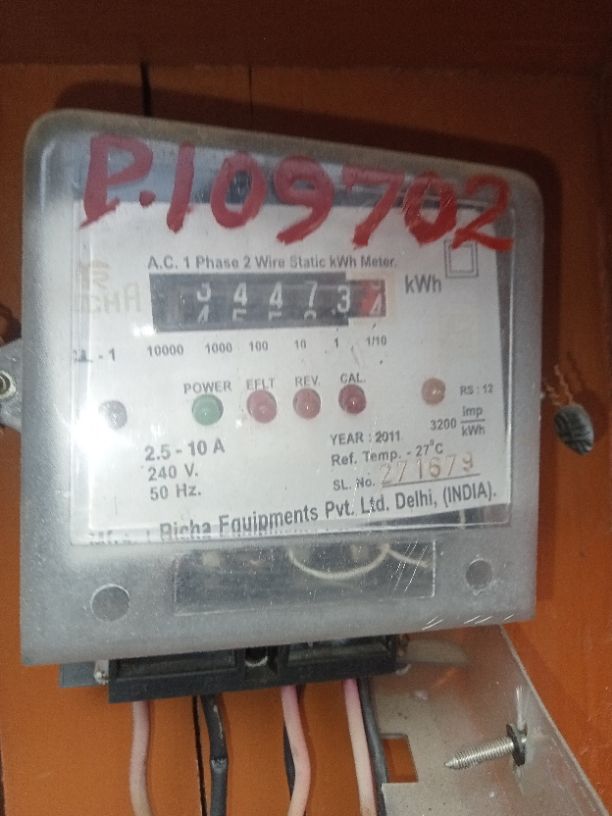 P.109702
A.C. 1 Phase 2 Wire Static kWh Meter.
3 4 4 7 3 kWh
10000 1000 100 10 1 1/10
POWER EFLT REV. CAL.
RS : 12
3200 imp/kWh
2.5 - 10 A
240 V.
50 Hz.
YEAR : 2011
Ref. Temp. - 27°C
SL. No. 271679
Richa Equipments Pvt. Ltd. Delhi, (INDIA).